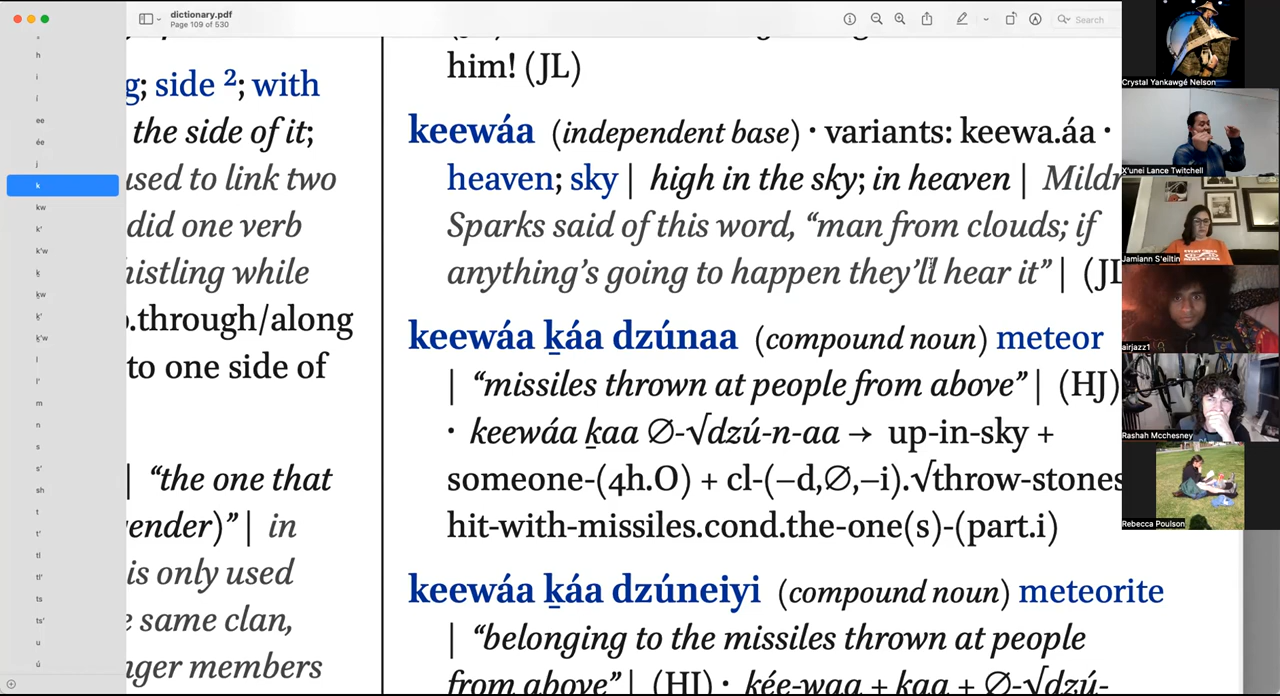 dictionary.pdf
Page 109 of 530
Search
h
i
í
ee
ée
j
k
kw
k'
k'w
ḵ
ḵw
ḵ'
ḵ'w
l
l'
m
n
s
s'
sh
t
t'
tl
tl'
ts
ts'
u
ú
g; side ²; with
the side of it;
used to link two
did one verb
histling while
o.through/along
to one side of
| “the one that
ender)” | in
is only used
e same clan,
nger members
him! (JL)
keewáa (independent base) · variants: keewa.áa ·
heaven; sky | high in the sky; in heaven | Mildr
Sparks said of this word, “man from clouds; if
anything’s going to happen they’ll hear it” | (JL
keewáa ḵáa dzúnaa (compound noun) meteor
| “missiles thrown at people from above” | (HJ)
· keewáa ḵaa ∅-√dzú-n-aa → up-in-sky +
someone-(4h.O) + cl-(–d,∅,–i).√throw-stones
hit-with-missiles.cond.the-one(s)-(part.i)
keewáa ḵáa dzúneiyi (compound noun) meteorite
| “belonging to the missiles thrown at people
from above” | (HJ) · kée-waa + kaa + ∅-√dzú-
Crystal Yankawgé Nelson
X̱'unei Lance Twitchell
Jamiann S'eiltin
airjazz1
Rashah Mcchesney
Rebecca Poulson